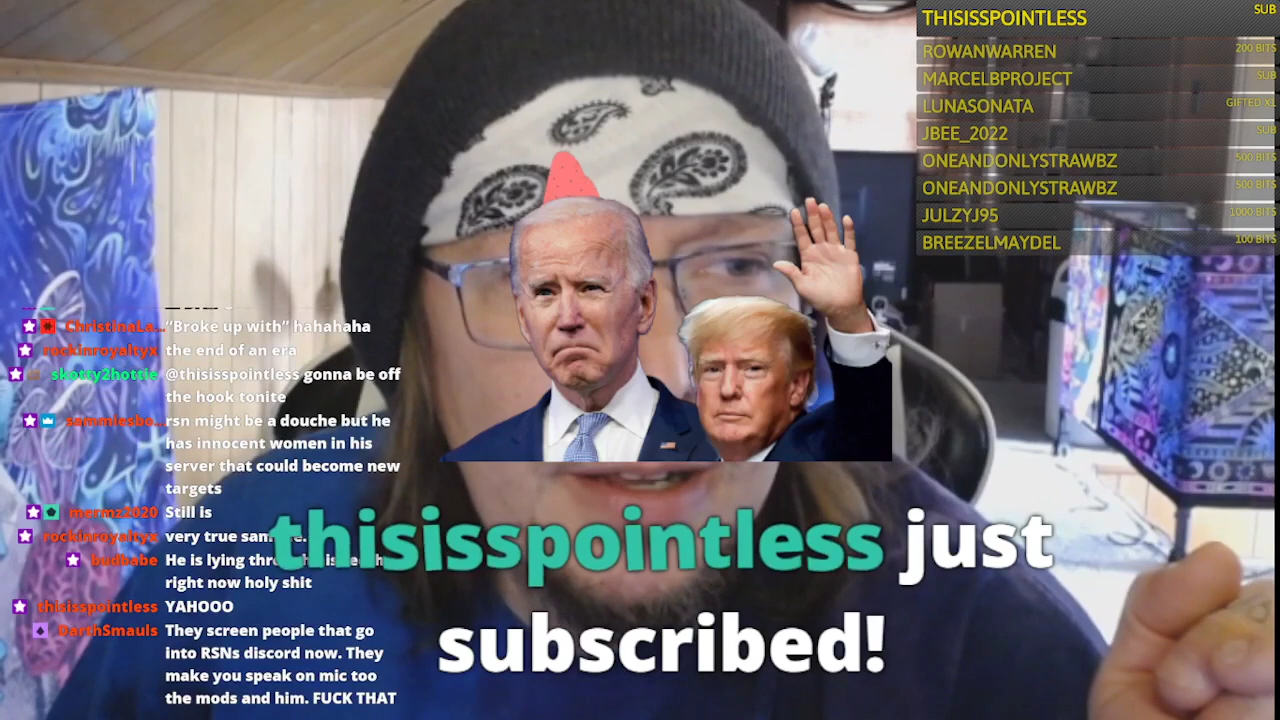 THISISSPOINTLESS SUB
ROWANWARREN 200 BITS
MARCELBPROJECT SUB
LUNASONATA GIFTED X1
JBEE_2022 SUB
ONEANDONLYSTRAWBZ 500 BITS
ONEANDONLYSTRAWBZ 500 BITS
JULZYJ95 1000 BITS
BREEZELMAYDEL 100 BITS
ChristinaLa... "Broke up with" hahahaha
rockinroyaltyx the end of an era
skotty2hottie @thisisspointless gonna be off
the hook tonite
sammiesbo... rsn might be a douche but he
has innocent women in his
server that could become new
targets
mermz2020 Still is
rockinroyaltyx very true
budbabe He is lying
right now holy shit
thisisspointless YAHOOO
DarthSmauls They screen people that go
into RSNs discord now. They
make you speak on mic too
the mods and him. FUCK THAT
thisisspointless just
subscribed!